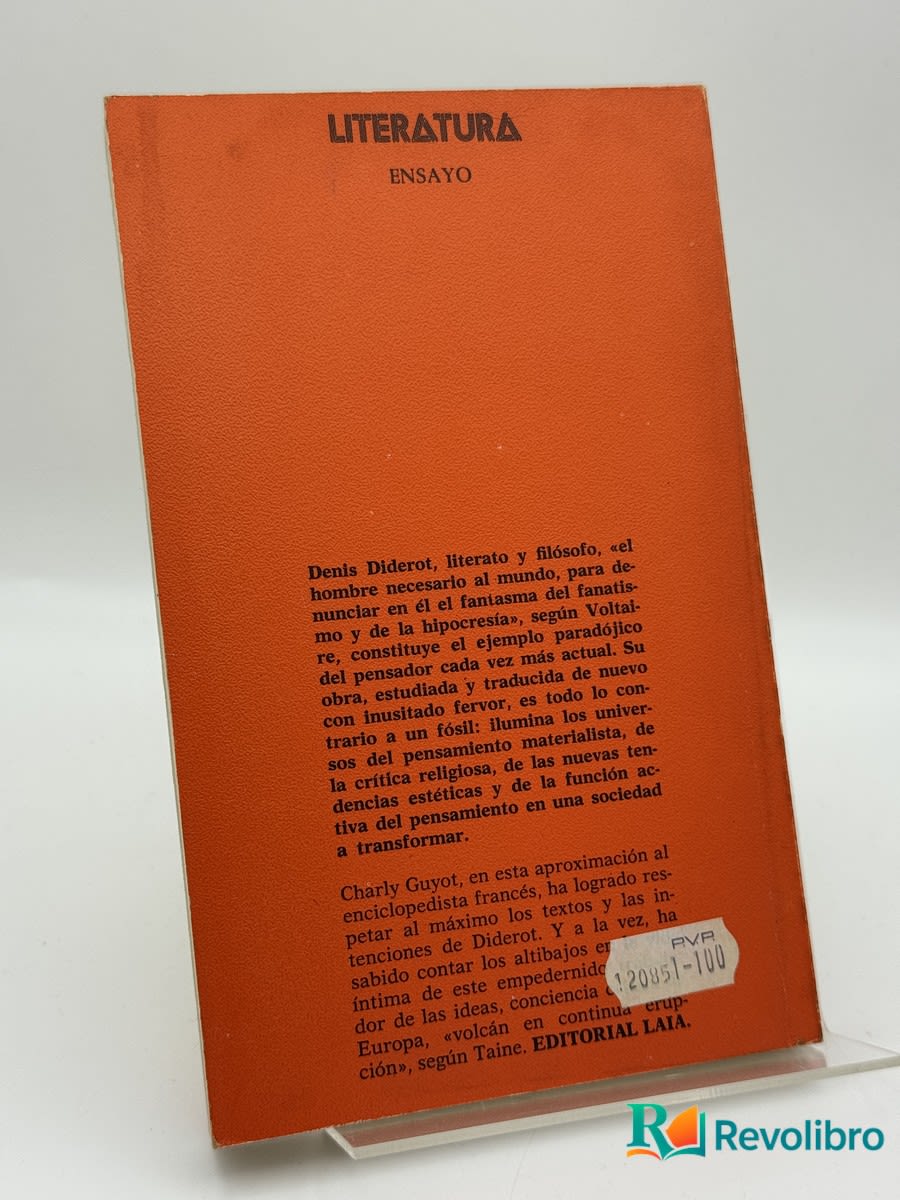 LITERATURA
ENSAYO
Denis Diderot, literato y filósofo, «el
hombre necesario al mundo, para de-
nunciar en él el fantasma del fanatis-
mo y de la hipocresía», según Voltai-
re, constituye el ejemplo paradójico
del pensador cada vez más actual. Su
obra, estudiada y traducida de nuevo
con inusitado fervor, es todo lo con-
trario a un fósil: ilumina los univer-
sos del pensamiento materialista, de
la crítica religiosa, de las nuevas ten-
dencias estéticas y de la función ac-
tiva del pensamiento en una sociedad
a transformar.
Charly Guyot, en esta aproximación al
enciclopedista francés, ha logrado res-
petar al máximo los textos y las in-
tenciones de Diderot. Y a la vez, ha
sabido contar los altibajos en
íntima de este empedernido
dor de las ideas, conciencia
Europa, «volcán en continua erup-
ción», según Taine. EDITORIAL LAIA.
P.V.P.
120851-100
Revolibro